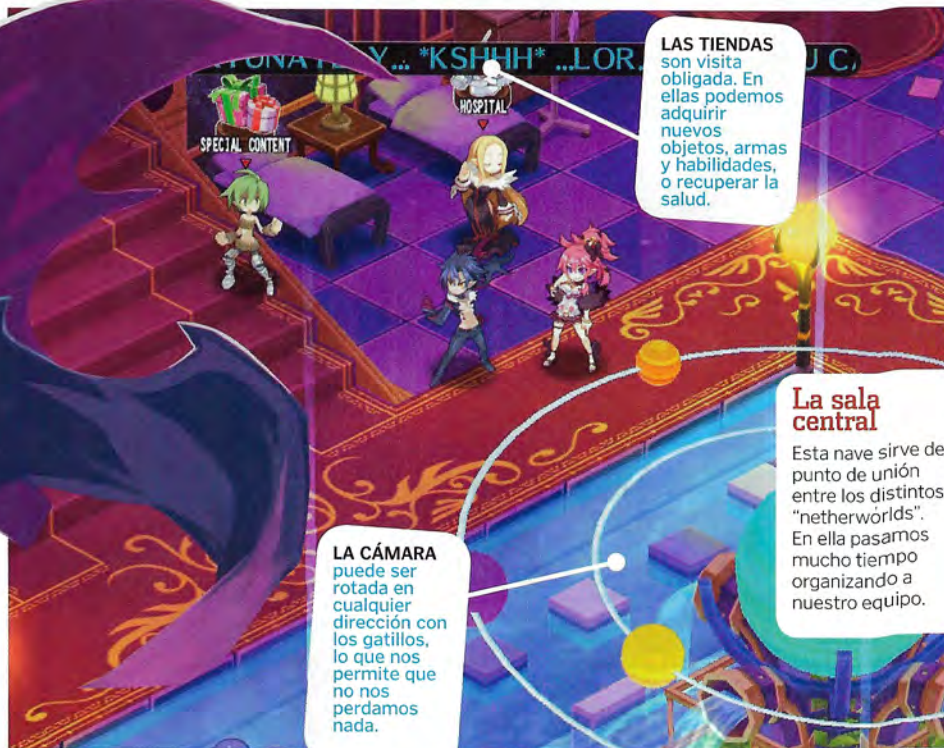 Y... *KSHHH* ...LOR.
HOSPITAL
SPECIAL CONTENT
LAS TIENDAS
son visita
obligada. En
ellas podemos
adquirir
nuevos
objetos, armas
y habilidades,
o recuperar la
salud.
La sala
central
Esta nave sirve de
punto de unión
entre los distintos
"netherworlds".
En ella pasamos
mucho tiempo
organizando a
nuestro equipo.
LA CÁMARA
puede ser
rotada en
cualquier
dirección con
los gatillos,
lo que nos
permite que
no nos
perdamos
nada.